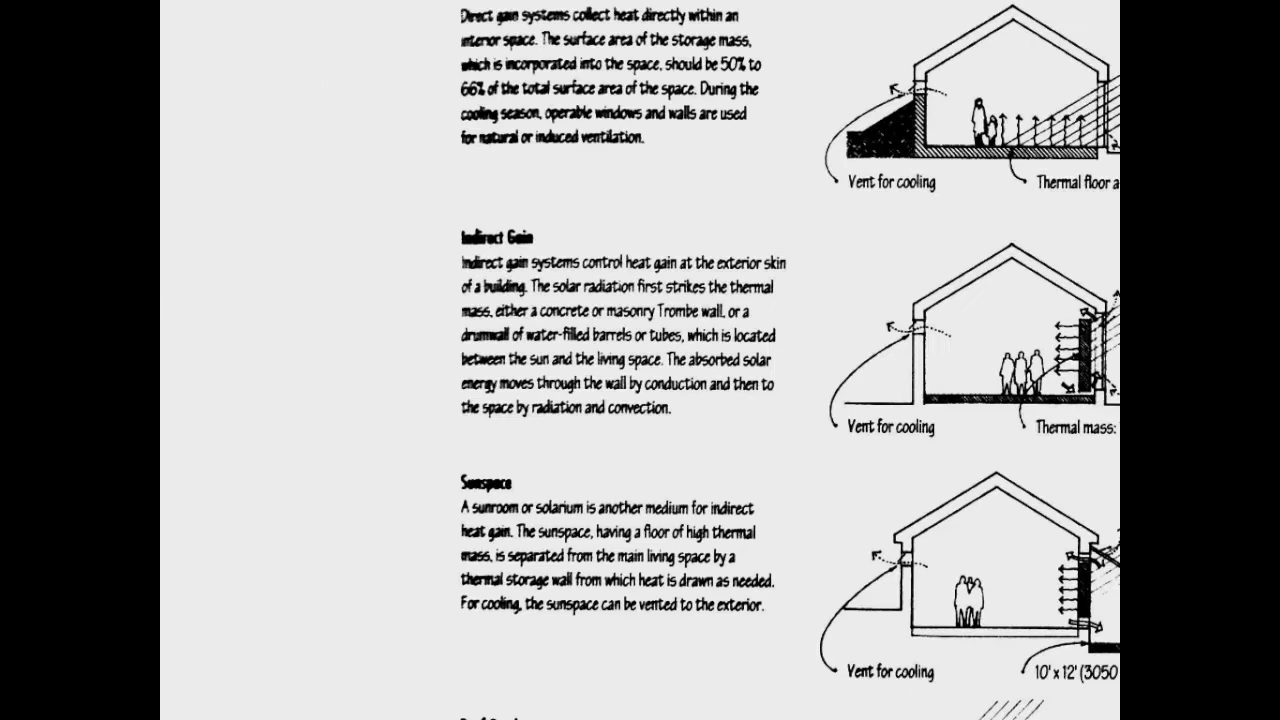 Direct gain systems collect heat directly within an
interior space. The surface area of the storage mass,
which is incorporated into the space, should be 50% to
66% of the total surface area of the space. During the
cooling season, operable windows and walls are used
for natural or induced ventilation.
Vent for cooling
Thermal floor a
Indirect Gain
Indirect gain systems control heat gain at the exterior skin
of a building. The solar radiation first strikes the thermal
mass, either a concrete or masonry Trombe wall, or a
drumwall of water-filled barrels or tubes, which is located
between the sun and the living space. The absorbed solar
energy moves through the wall by conduction and then to
the space by radiation and convection.
Vent for cooling
Thermal mass:
Sunspace
A sunroom or solarium is another medium for indirect
heat gain. The sunspace, having a floor of high thermal
mass, is separated from the main living space by a
thermal storage wall from which heat is drawn as needed.
For cooling, the sunspace can be vented to the exterior.
Vent for cooling
10' x 12' (3050